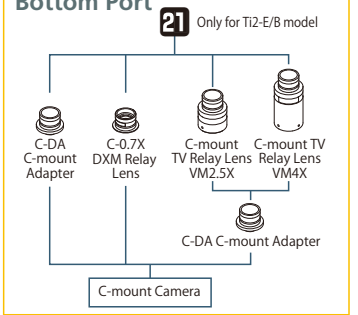 Bottom Port
21 Only for Ti2-E/B model
C-DA
C-mount
Adapter
C-0.7X
DXM Relay
Lens
C-mount
TV Relay Lens
VM2.5X
C-mount TV
Relay Lens
VM4X
C-DA C-mount Adapter
C-mount Camera